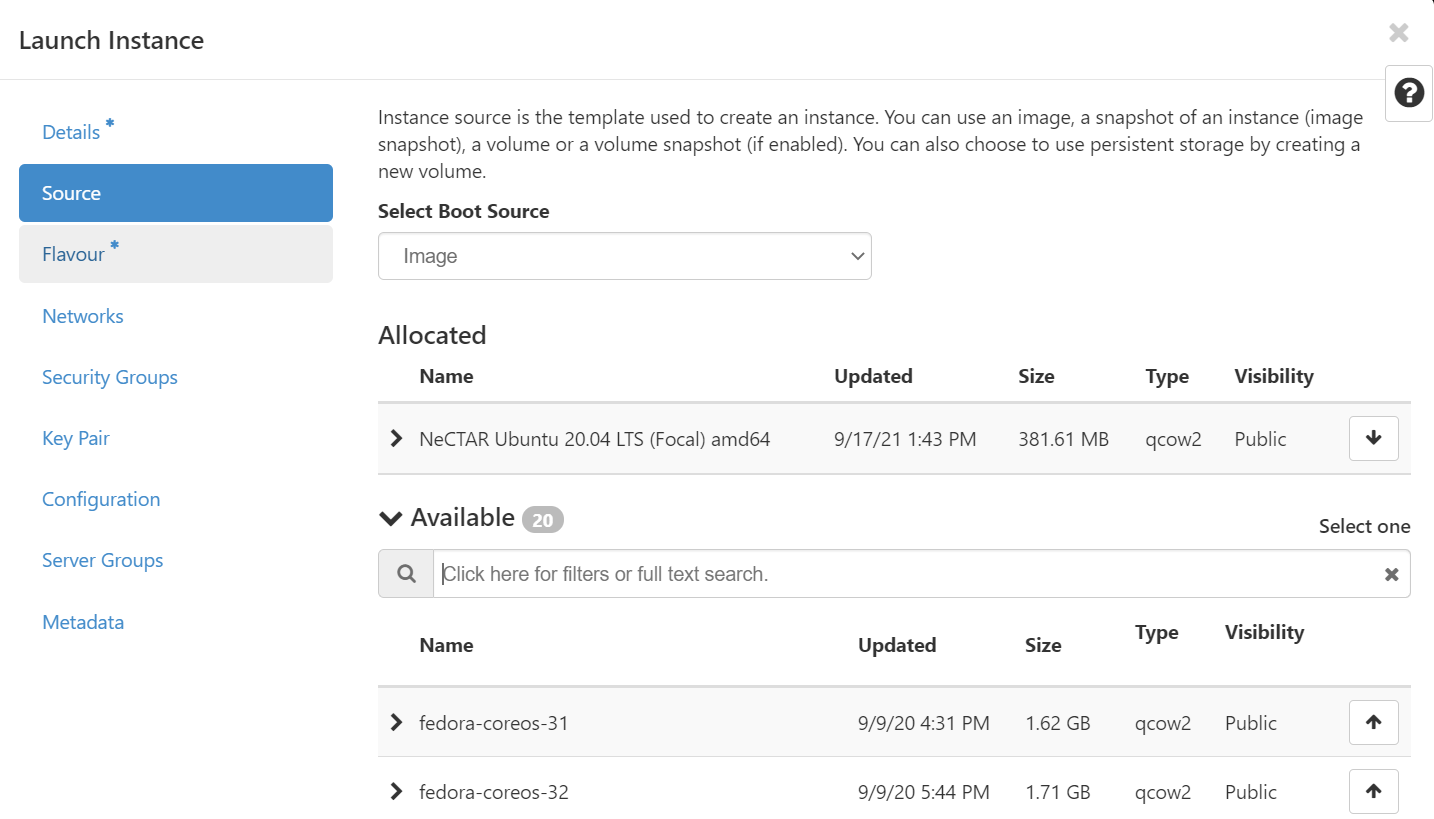 Launch Instance
Details *
Source
Flavour *
Networks
Security Groups
Key Pair
Configuration
Server Groups
Metadata
Instance source is the template used to create an instance. You can use an image, a snapshot of an instance (image
snapshot), a volume or a volume snapshot (if enabled). You can also choose to use persistent storage by creating a
new volume.
Select Boot Source
Image
Allocated
Name Updated Size Type Visibility
NeCTAR Ubuntu 20.04 LTS (Focal) amd64 9/17/21 1:43 PM 381.61 MB qcow2 Public
Available 20
Select one
Click here for filters or full text search.
Name Updated Size Type Visibility
fedora-coreos-31 9/9/20 4:31 PM 1.62 GB qcow2 Public
fedora-coreos-32 9/9/20 5:44 PM 1.71 GB qcow2 Public